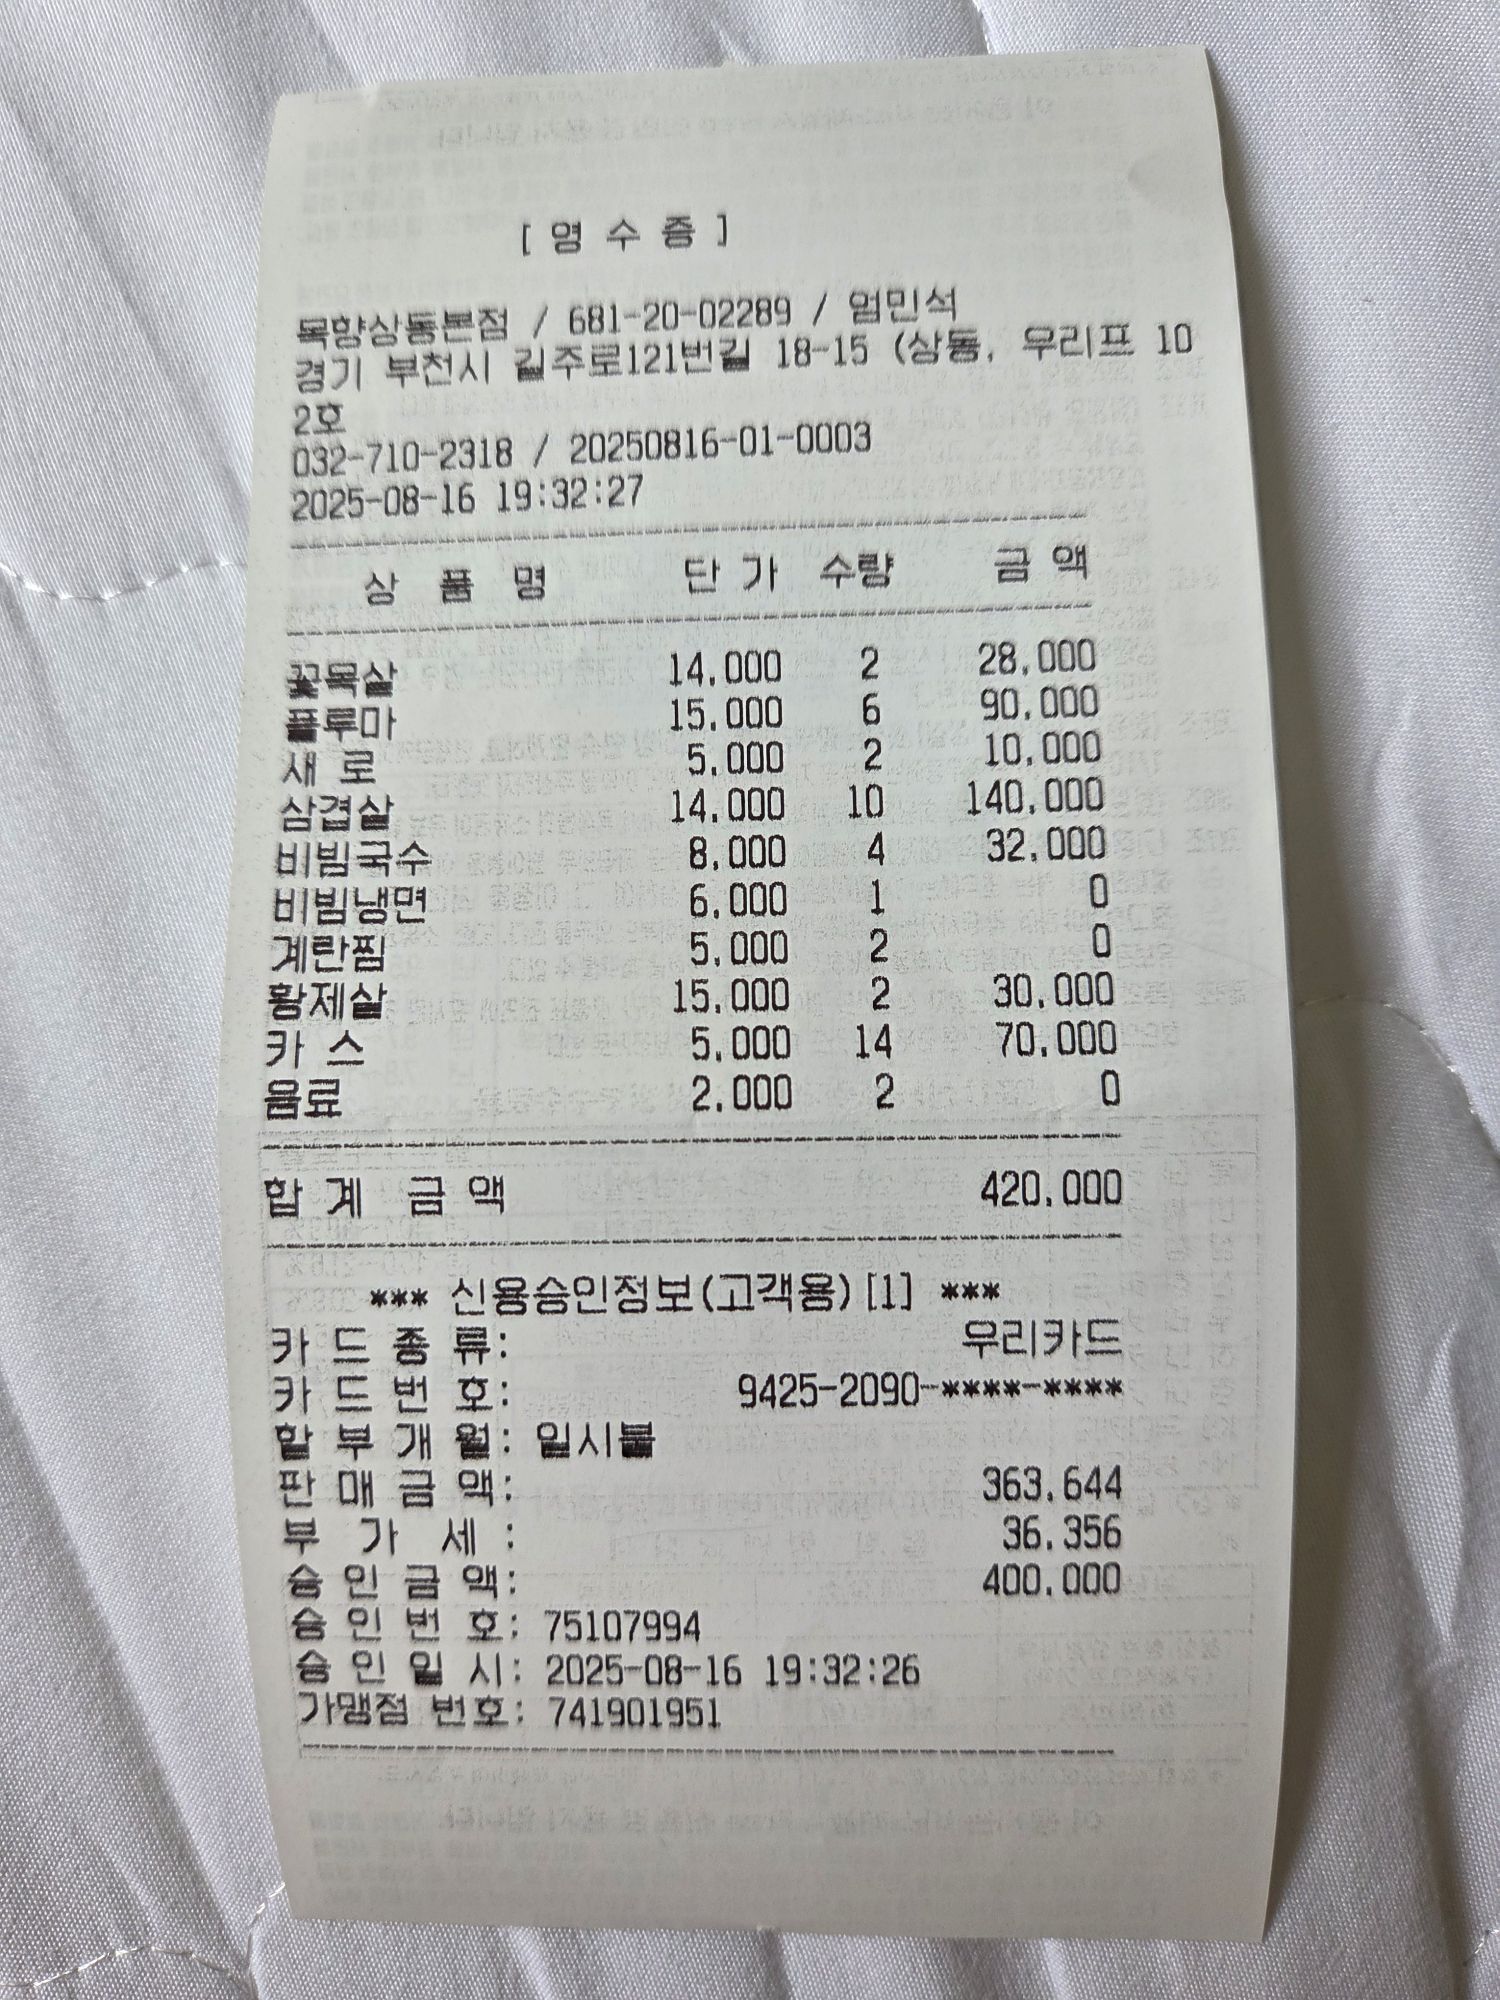 [ 영 수 증 ]
목향상동본점 / 681-20-02289 / 엄민석
경기 부천시 길주로121번길 18-15 (상동, 우리프 10
2호
032-710-2318 / 20250816-01-0003
2025-08-16 19:32:27
상 품 명 단 가 수량 금 액
꽃목살 14,000 2 28,000
플루마 15,000 6 90,000
새 로 5,000 2 10,000
삼겹살 14,000 10 140,000
비빔국수 8,000 4 32,000
비빔냉면 6,000 1 0
계란찜 5,000 2 0
황제살 15,000 2 30,000
카 스 5,000 14 70,000
음료 2,000 2 0
합 계 금 액 420,000
*** 신용승인정보(고객용)[1] ***
카 드 종 류: 우리카드
카 드 번 호: 9425-2090-****-****
할 부 개 월: 일시불
판 매 금 액: 363,644
부 가 세 : 36,356
승 인 금 액: 400,000
승 인 번 호: 75107994
승 인 일 시: 2025-08-16 19:32:26
가맹점 번호: 741901951